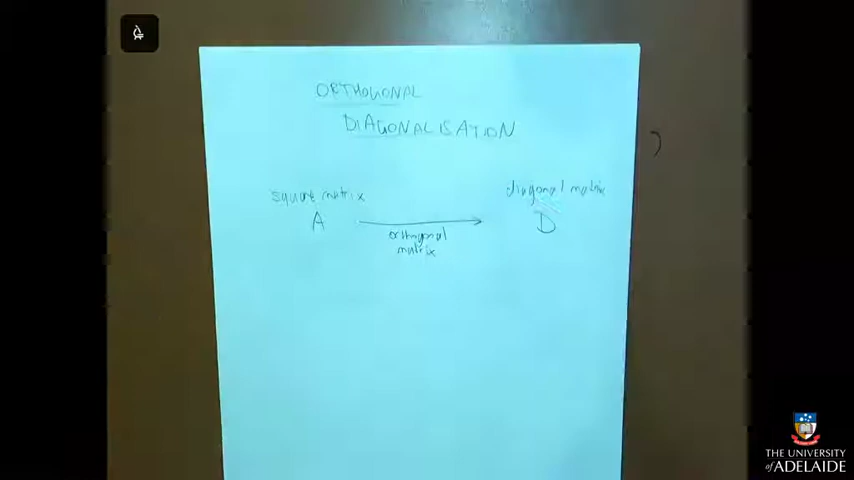 ORTHOGONAL
DIAGONALISATION
square matrix
diagonal matrix
A
D
orthogonal
matrix
THE UNIVERSITY
of ADELAIDE